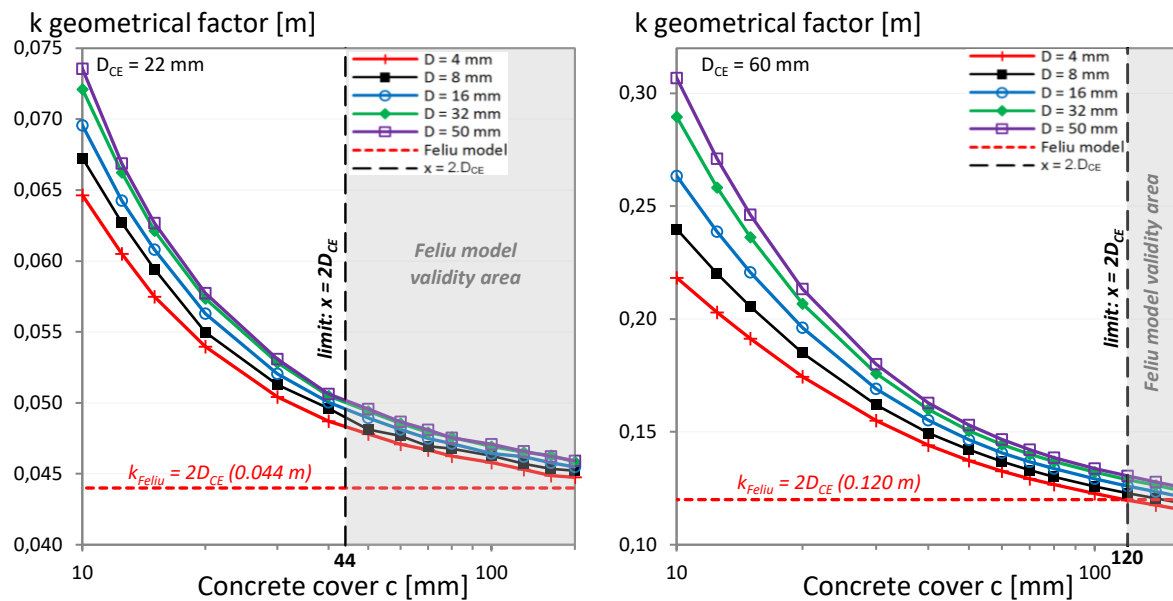 k geometrical factor [m]
0,075
0,070
0,065
0,060
0,055
0,050
0,045
0,040
D_CE = 22 mm
D = 4 mm
D = 8 mm
D = 16 mm
D = 32 mm
D = 50 mm
Feliu model
x = 2.D_CE
limit: x = 2D_CE
Feliu model
validity area
k_Feliu = 2D_CE (0.044 m)
10
44
100
Concrete cover c [mm]
k geometrical factor [m]
0,30
0,25
0,20
0,15
0,10
D_CE = 60 mm
D = 4 mm
D = 8 mm
D = 16 mm
D = 32 mm
D = 50 mm
Feliu model
x = 2.D_CE
limit: x = 2D_CE
Feliu model validity area
k_Feliu = 2D_CE (0.120 m)
10
100
120
Concrete cover c [mm]